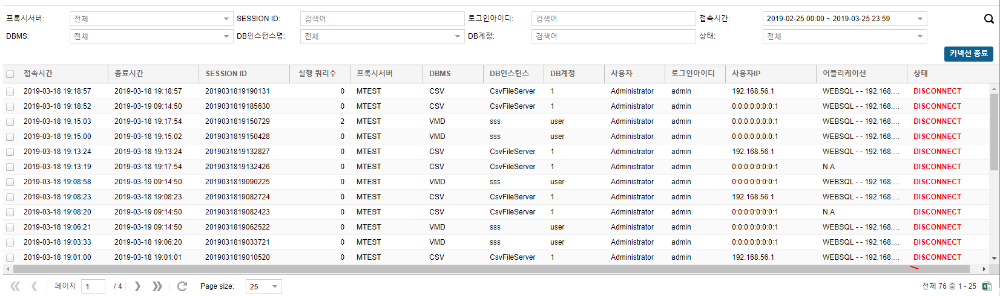 프록시서버: 전체 SESSION ID: 검색어 로그인아이디: 검색어 접속시간: 2019-02-25 00:00 ~ 2019-03-25 23:59
DBMS: 전체 DB인스턴스명: 전체 DB계정: 검색어 상태: 전체
커넥션 종료
접속시간 종료시간 SESSION ID 실행 쿼리수 프록시서버 DBMS DB인스턴스 DB계정 사용자 로그인아이디 사용자IP 어플리케이션 상태
2019-03-18 19:18:57 2019-03-18 19:18:57 2019031819190131 0 MTEST CSV CsvFileServer 1 Administrator admin 192.168.56.1 WEBSQL - - 192.168.... DISCONNECT
2019-03-18 19:18:52 2019-03-19 09:14:50 2019031819185630 0 MTEST CSV CsvFileServer 1 Administrator admin 0:0:0:0:0:0:0:1 WEBSQL - - 192.168.... DISCONNECT
2019-03-18 19:15:03 2019-03-18 19:17:54 2019031819150729 2 MTEST VMD sss user Administrator admin 0:0:0:0:0:0:0:1 WEBSQL - - 192.168.... DISCONNECT
2019-03-18 19:15:00 2019-03-18 19:15:02 2019031819150428 0 MTEST VMD sss user Administrator admin 0:0:0:0:0:0:0:1 WEBSQL - - 192.168.... DISCONNECT
2019-03-18 19:13:24 2019-03-18 19:13:24 2019031819132827 0 MTEST CSV CsvFileServer 1 Administrator admin 192.168.56.1 WEBSQL - - 192.168.... DISCONNECT
2019-03-18 19:13:19 2019-03-18 19:17:54 2019031819132426 0 MTEST CSV CsvFileServer 1 Administrator admin 0:0:0:0:0:0:0:1 N.A DISCONNECT
2019-03-18 19:08:58 2019-03-19 09:14:50 2019031819090225 0 MTEST VMD sss user Administrator admin 0:0:0:0:0:0:0:1 WEBSQL - - 192.168.... DISCONNECT
2019-03-18 19:08:23 2019-03-18 19:08:23 2019031819082724 0 MTEST CSV CsvFileServer 1 Administrator admin 192.168.56.1 WEBSQL - - 192.168.... DISCONNECT
2019-03-18 19:08:20 2019-03-19 09:14:50 2019031819082423 0 MTEST CSV CsvFileServer 1 Administrator admin 0:0:0:0:0:0:0:1 N.A DISCONNECT
2019-03-18 19:06:21 2019-03-19 09:14:50 2019031819062522 0 MTEST VMD sss user Administrator admin 0:0:0:0:0:0:0:1 WEBSQL - - 192.168.... DISCONNECT
2019-03-18 19:03:33 2019-03-18 19:06:20 2019031819033721 0 MTEST VMD sss user Administrator admin 0:0:0:0:0:0:0:1 WEBSQL - - 192.168.... DISCONNECT
2019-03-18 19:01:00 2019-03-18 19:01:01 2019031819010520 0 MTEST CSV CsvFileServer 1 Administrator admin 192.168.56.1 WEBSQL - - 192.168.... DISCONNECT
페이지 1 / 4 Page size: 25 전체 76 중 1 - 25